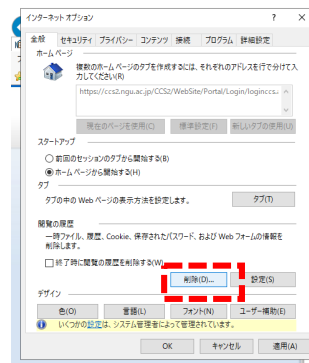 インターネット オプション ? ×
全般 セキュリティ プライバシー コンテンツ 接続 プログラム 詳細設定
ホーム ページ
複数のホーム ページのタブを作成するには、それぞれのアドレスを行で分けて入
力してください(R)
https://ccs2.ngu.ac.jp/CCS2/WebSite/Portal/Login/loginccs.a
現在のページを使用(C) 標準設定(F) 新しいタブの使用(U)
スタートアップ
前回のセッションのタブから開始する(B)
ホーム ページから開始する(H)
タブ
タブの中の Web ページの表示方法を設定します。 タブ(T)
閲覧の履歴
一時ファイル、履歴、Cookie、保存されたパスワード、および Web フォームの情報を
削除します。
終了時に閲覧の履歴を削除する(W)
削除(D)... 設定(S)
デザイン
色(O) 言語(L) フォント(N) ユーザー補助(E)
いくつかの設定は、システム管理者によって管理されています。
OK キャンセル 適用(A)